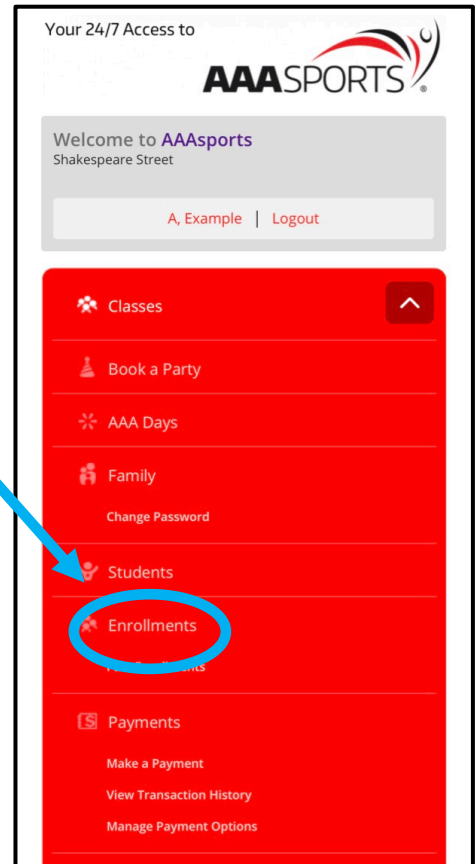 Your 24/7 Access to
AAASPORTS®
Welcome to AAAsports
Shakespeare Street
A, Example | Logout
Classes
Book a Party
AAA Days
Family
Change Password
Students
Enrollments
Payments
Make a Payment
View Transaction History
Manage Payment Options